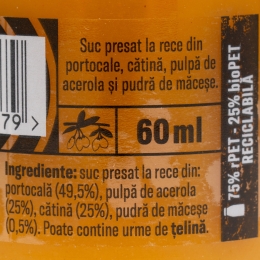 Suc presat la rece din
portocale, cătină, pulpă de
acerola și pudră de măceșe.
79 >
60 ml
Ingrediente: suc presat la rece din:
portocală (49,5%), pulpă de acerola
(25%), cătină (25%), pudră de măceșe
(0,5%). Poate contine urme de țelină.
75% rPET - 25% bioPET
RECICLABILĂ